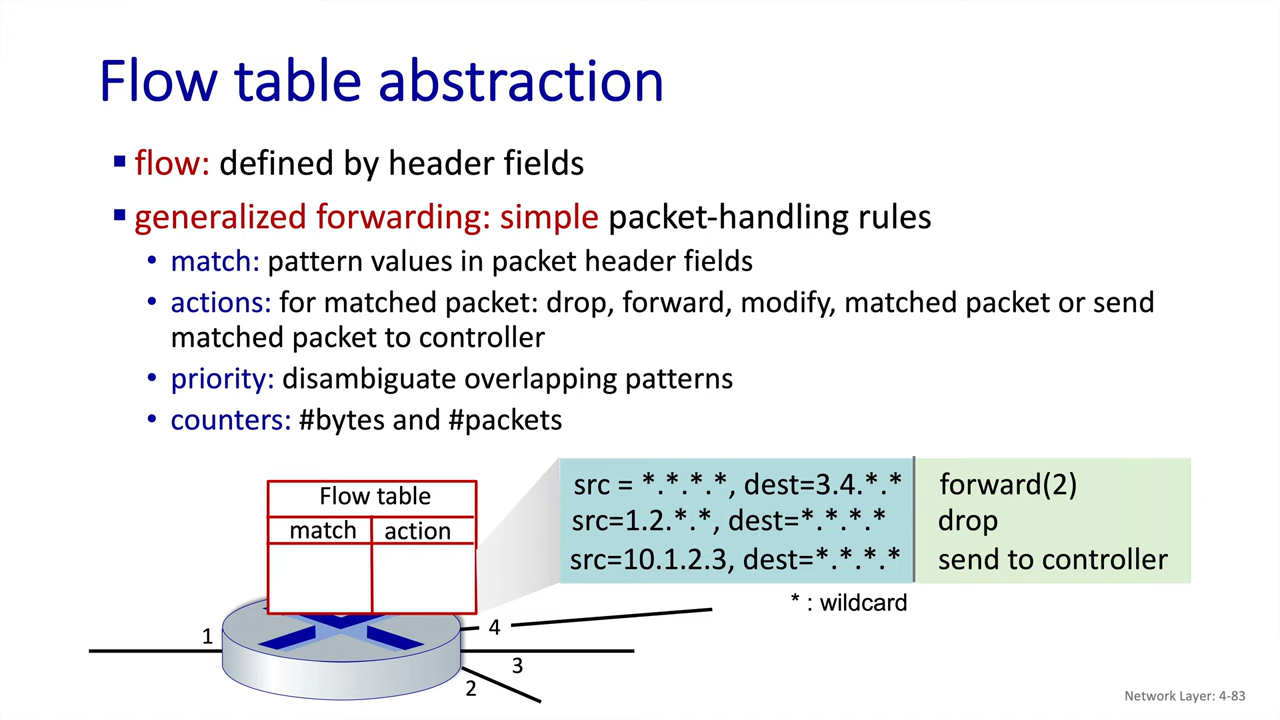 Flow table abstraction
flow: defined by header fields
generalized forwarding: simple packet-handling rules
match: pattern values in packet header fields
actions: for matched packet: drop, forward, modify, matched packet or send
matched packet to controller
priority: disambiguate overlapping patterns
counters: #bytes and #packets
Flow table
match action
src = *.*.*.*, dest=3.4.*.* forward(2)
src=1.2.*.*, dest=*.*.*.* drop
src=10.1.2.3, dest=*.*.*.* send to controller
* : wildcard
1
4
3
2
Network Layer: 4-83